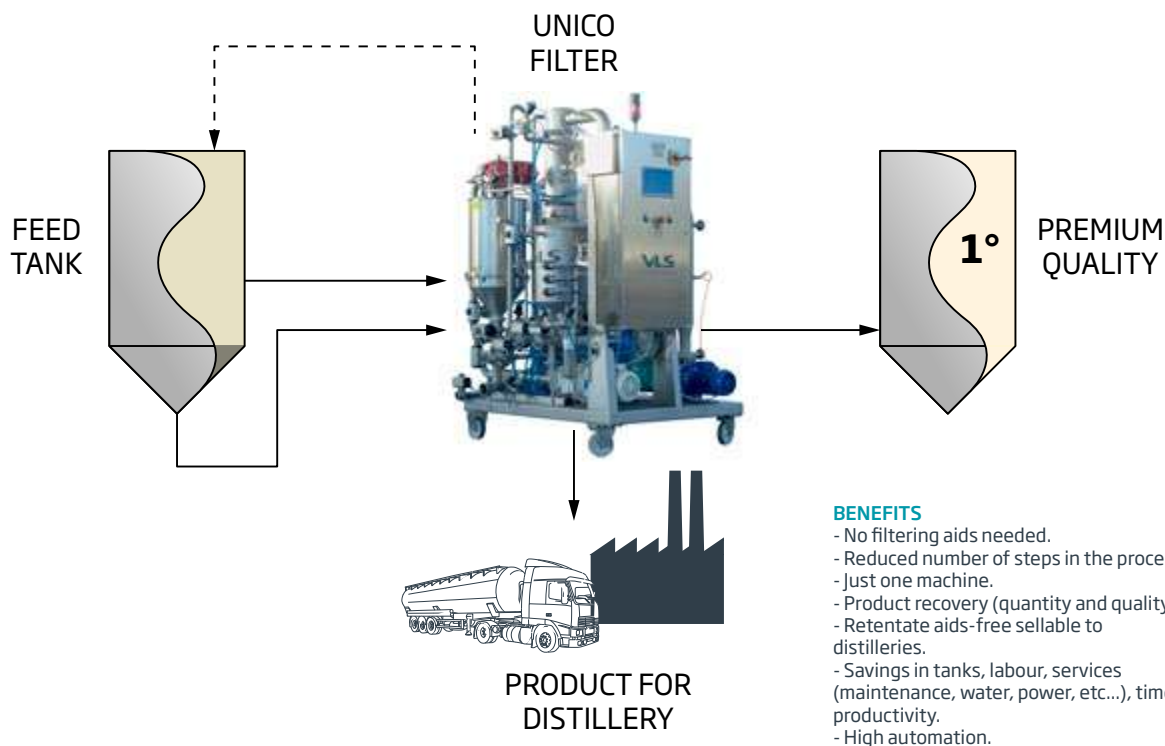 UNICO
FILTER
FEED
TANK
VLS
1°
PREMIUM
QUALITY
PRODUCT FOR
DISTILLERY
BENEFITS
- No filtering aids needed.
- Reduced number of steps in the proce
- Just one machine.
- Product recovery (quantity and quality
- Retentate aids-free sellable to
distilleries.
- Savings in tanks, labour, services
(maintenance, water, power, etc...), tim
productivity.
- High automation.